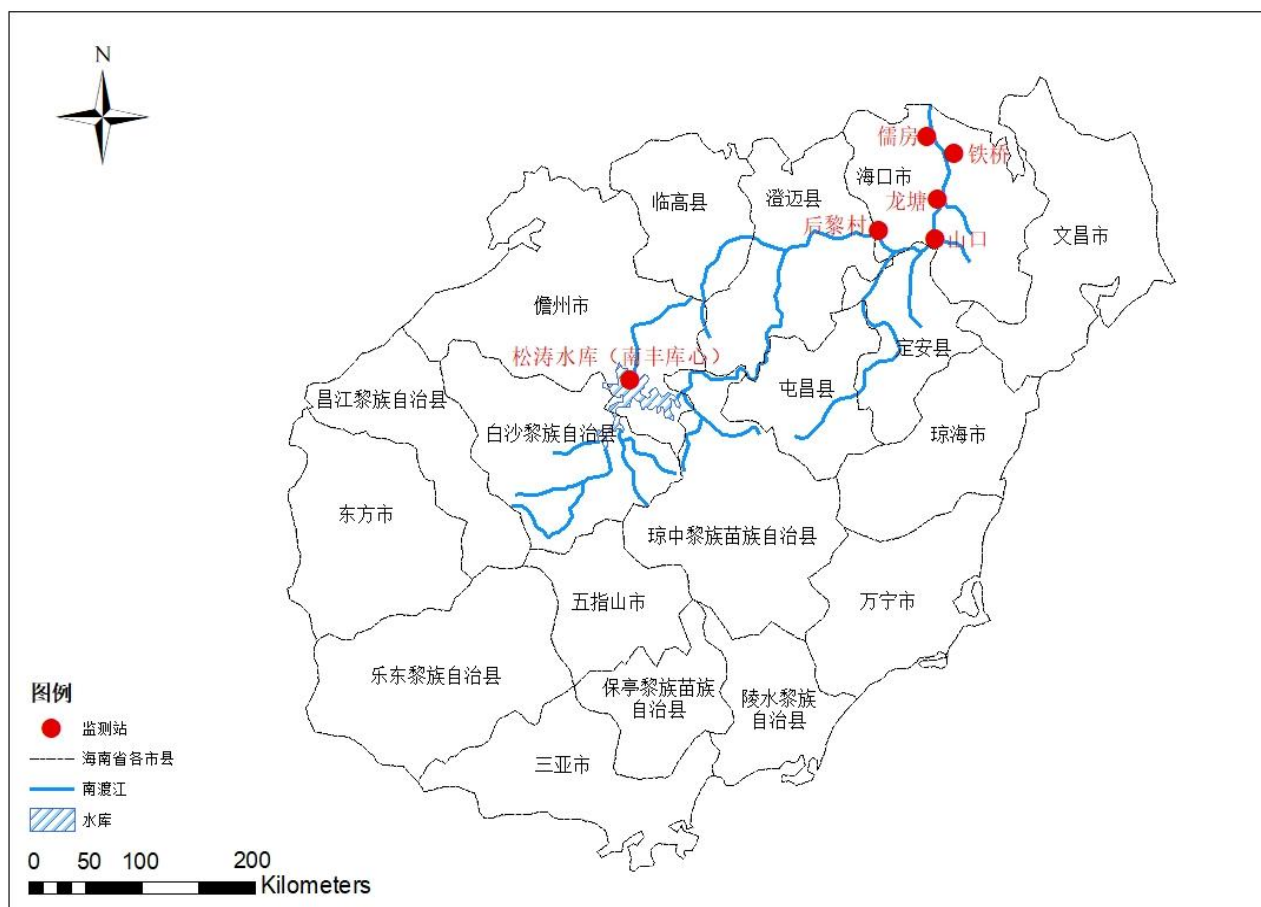 N
儒房
铁桥
海口市
临高县
澄迈县
龙塘
后黎村
山口
文昌市
儋州市
定安县
松涛水库（南丰库心）
屯昌县
昌江黎族自治县
白沙黎族自治县
琼海市
东方市
琼中黎族苗族自治县
五指山市
万宁市
乐东黎族自治县
保亭黎族苗族
自治县
陵水黎族
自治县
三亚市
图例
监测站
海南省各市县
南渡江
水库
0 50 100 200
Kilometers